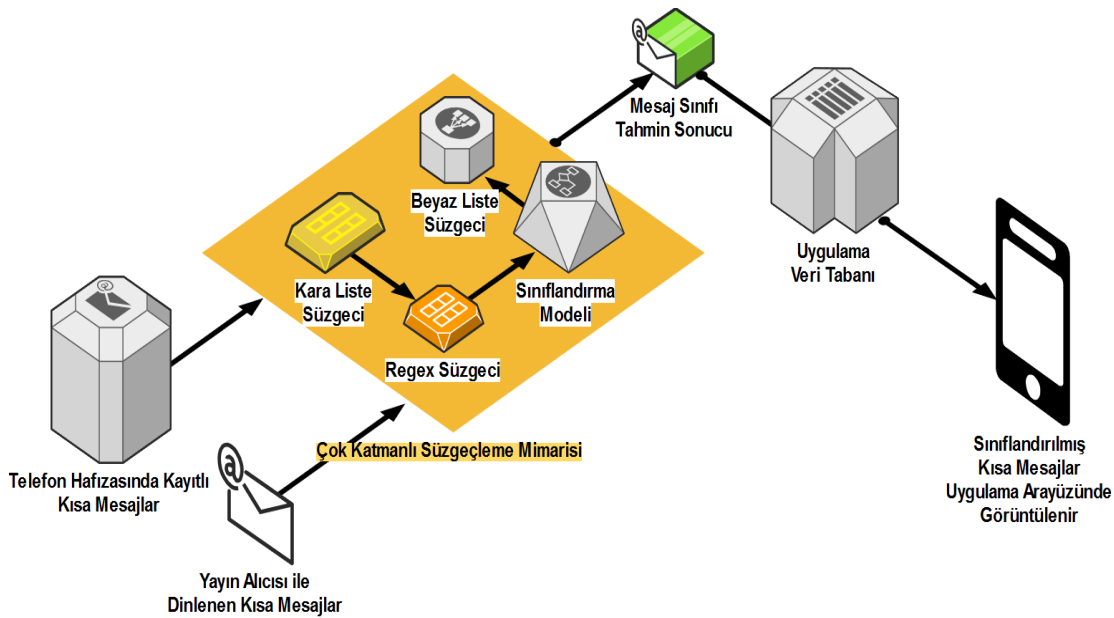 Mesaj Sınıfı
Tahmin Sonucu
Beyaz Liste
Süzgeci
Kara Liste
Süzgeci
Sınıflandırma
Modeli
Regex Süzgeci
Uygulama
Veri Tabanı
Çok Katmanlı Süzgeçleme Mimarisi
Telefon Hafızasında Kayıtlı
Kısa Mesajlar
Yayın Alıcısı ile
Dinlenen Kısa Mesajlar
Sınıflandırılmış
Kısa Mesajlar
Uygulama Arayüzünde
Görüntülenir